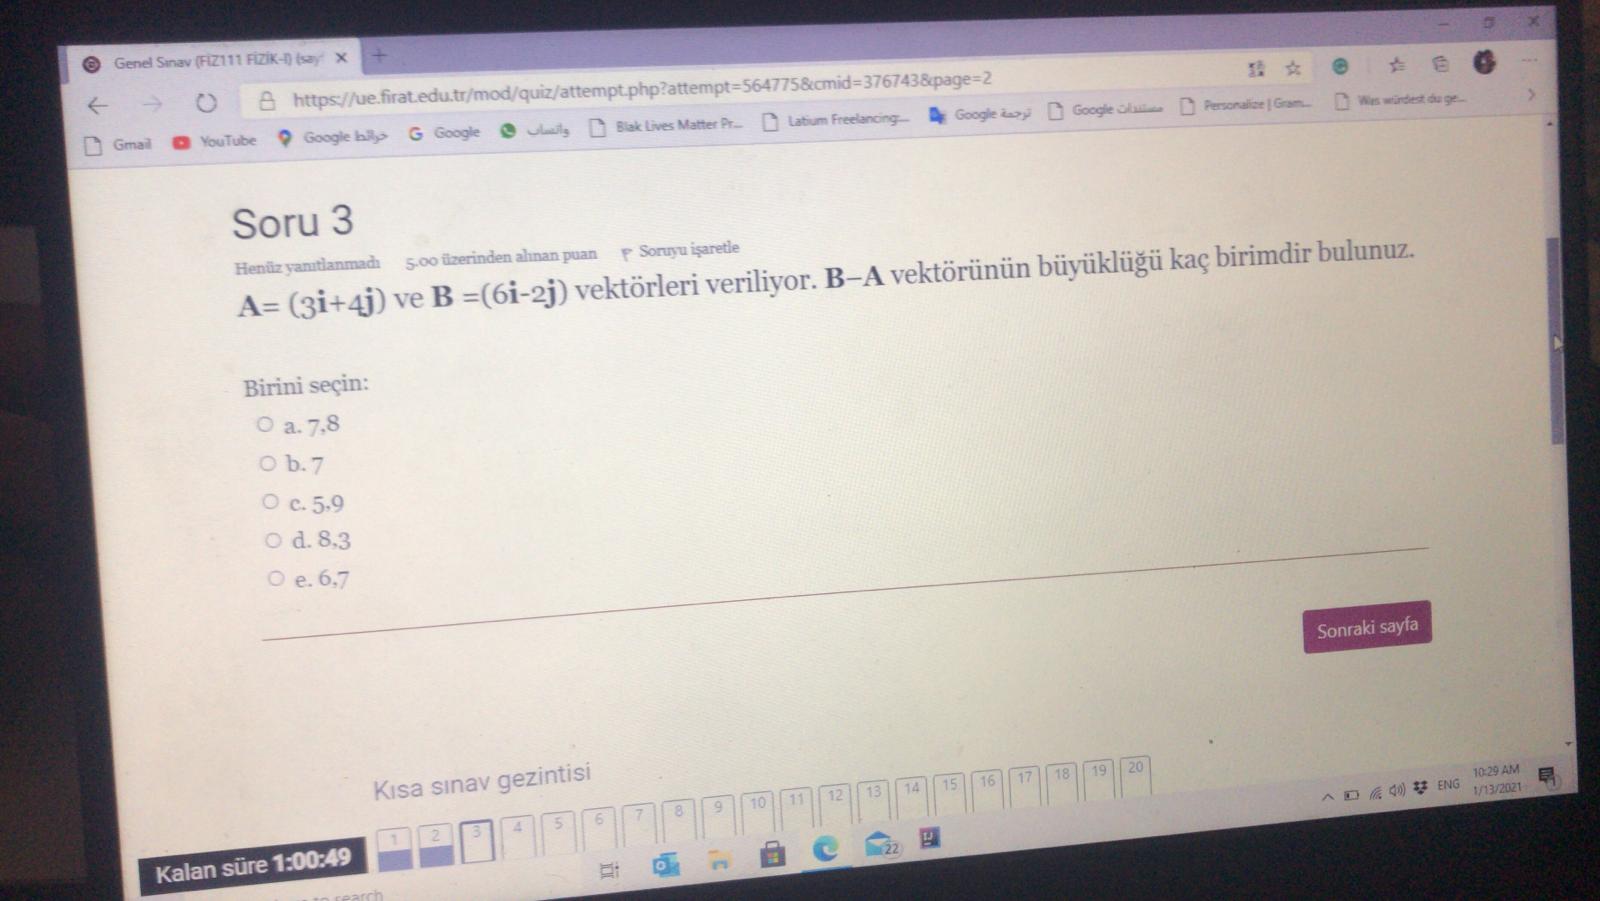 Genel Sınav (FİZ111 FİZİK-I) (say
https://ue.firat.edu.tr/mod/quiz/attempt.php?attempt=564775&cmid=376743&page=2
Gmail YouTube Google خرائط Google واتساب Blak Lives Matter Pr... Latium Freelancing... Google ترجمة Google مستندات Personalize | Gram... Was würdest du ge...
Soru 3
Henüz yanıtlanmadı 5,00 üzerinden alınan puan Soruyu işaretle
A= (3i+4j) ve B =(6i-2j) vektörleri veriliyor. B–A vektörünün büyüklüğü kaç birimdir bulunuz.
Birini seçin:
a. 7,8
b. 7
c. 5,9
d. 8,3
e. 6,7
Sonraki sayfa
Kısa sınav gezintisi
1 2 3 4 5 6 7 8 9 10 11 12 13 14 15 16 17 18 19 20
Kalan süre 1:00:49
22
ENG
10:29 AM
1/13/2021
search